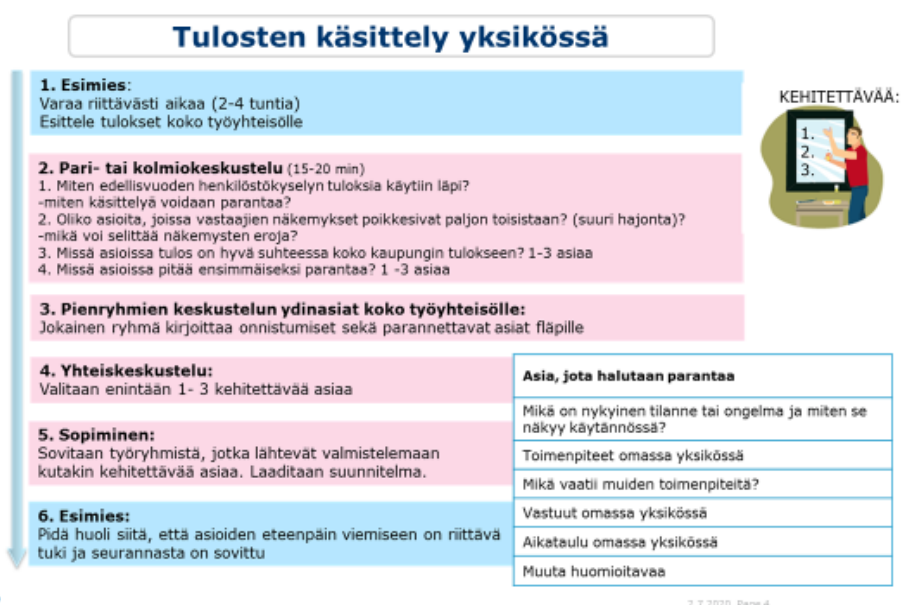 Tulosten käsittely yksikössä
1. Esimies:
Varaa riittävästi aikaa (2-4 tuntia)
Esittele tulokset koko työyhteisölle
KEHITETTÄVÄÄ:
1.
2.
3.
2. Pari- tai kolmiokeskustelu (15-20 min)
1. Miten edellisvuoden henkilöstökyselyn tuloksia käytiin läpi?
-miten käsittelyä voidaan parantaa?
2. Oliko asioita, joissa vastaajien näkemykset poikkesivat paljon toisistaan? (suuri hajonta)?
-mikä voi selittää näkemysten eroja?
3. Missä asioissa tulos on hyvä suhteessa koko kaupungin tulokseen? 1-3 asiaa
4. Missä asioissa pitää ensimmäiseksi parantaa? 1 -3 asiaa
3. Pienryhmien keskustelun ydinasiat koko työyhteisölle:
Jokainen ryhmä kirjoittaa onnistumiset sekä parannettavat asiat fläpille
4. Yhteiskeskustelu:
Valitaan enintään 1- 3 kehitettävää asiaa
5. Sopiminen:
Sovitaan työryhmistä, jotka lähtevät valmistelemaan
kutakin kehitettävää asiaa. Laaditaan suunnitelma.
6. Esimies:
Pidä huoli siitä, että asioiden eteenpäin viemiseen on riittävä
tuki ja seurannasta on sovittu
Asia, jota halutaan parantaa
Mikä on nykyinen tilanne tai ongelma ja miten se
näkyy käytännössä?
Toimenpiteet omassa yksikössä
Mikä vaatii muiden toimenpiteitä?
Vastuut omassa yksikössä
Aikataulu omassa yksikössä
Muuta huomioitavaa
2.7.2020 Page 4